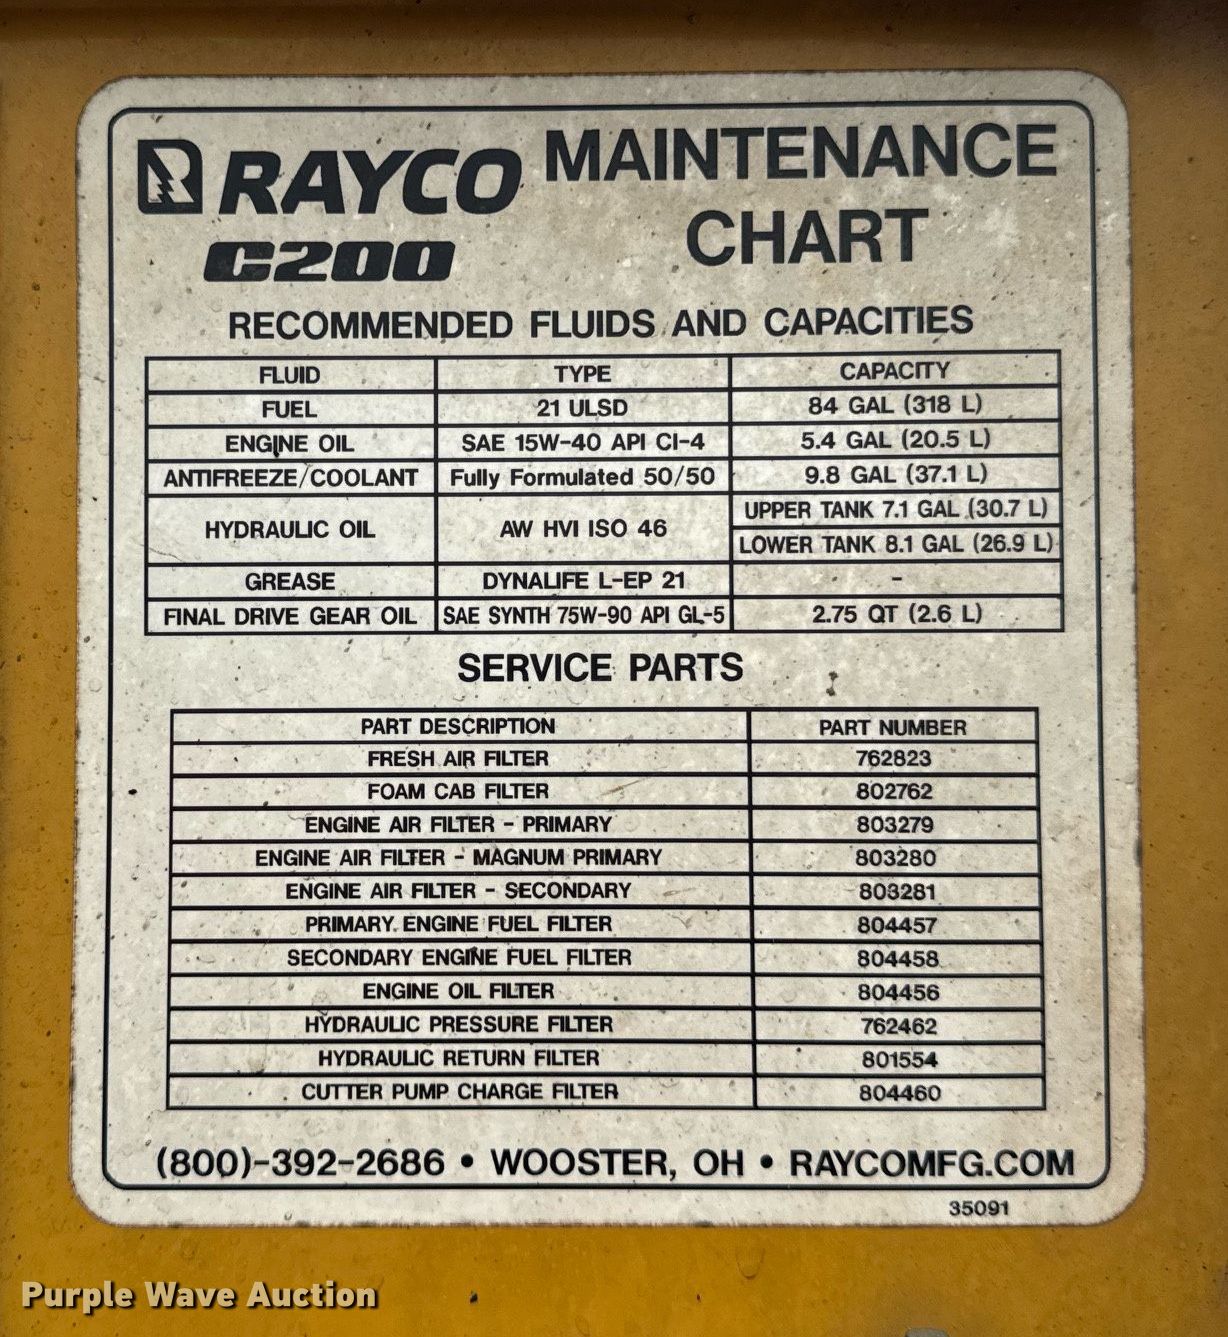 RAYCO MAINTENANCE
C200 CHART
RECOMMENDED FLUIDS AND CAPACITIES
FLUID TYPE CAPACITY
FUEL 21 ULSD 84 GAL (318 L)
ENGINE OIL SAE 15W-40 API CI-4 5.4 GAL (20.5 L)
ANTIFREEZE/COOLANT Fully Formulated 50/50 9.8 GAL (37.1 L)
HYDRAULIC OIL AW HVI ISO 46 UPPER TANK 7.1 GAL (30.7 L)
LOWER TANK 8.1 GAL (26.9 L)
GREASE DYNALIFE L-EP 21 -
FINAL DRIVE GEAR OIL SAE SYNTH 75W-90 API GL-5 2.75 QT (2.6 L)
SERVICE PARTS
PART DESCRIPTION PART NUMBER
FRESH AIR FILTER 762823
FOAM CAB FILTER 802762
ENGINE AIR FILTER - PRIMARY 803279
ENGINE AIR FILTER - MAGNUM PRIMARY 803280
ENGINE AIR FILTER - SECONDARY 803281
PRIMARY ENGINE FUEL FILTER 804457
SECONDARY ENGINE FUEL FILTER 804458
ENGINE OIL FILTER 804456
HYDRAULIC PRESSURE FILTER 762462
HYDRAULIC RETURN FILTER 801554
CUTTER PUMP CHARGE FILTER 804460
(800)-392-2686 • WOOSTER, OH • RAYCOMFG.COM
35091
Purple Wave Auction